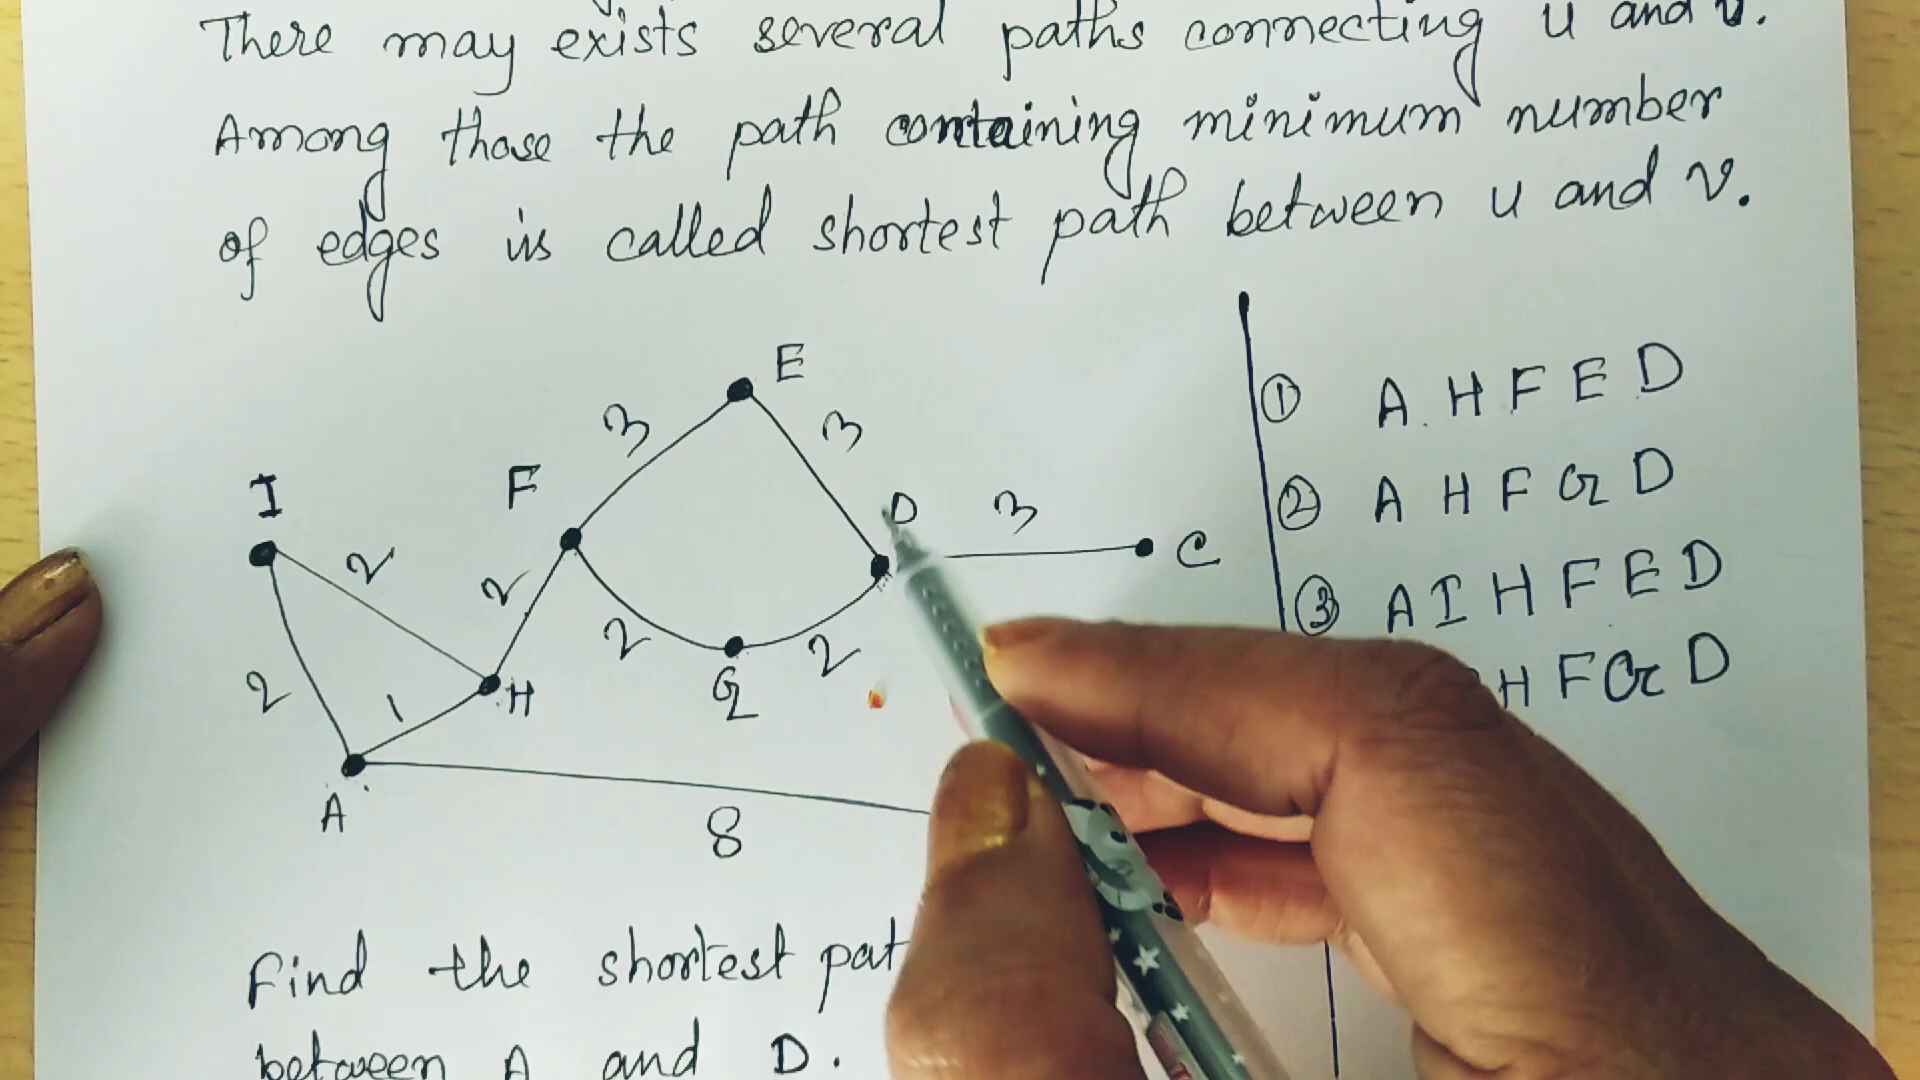 There may exists several paths connecting u and v.
Among those the path containing minimum number
of edges is called shortest path between u and v.
E
3
3
F
I
2
D
3
C
2
2
2
G
2
1
H
A
8
① A H F E D
② A H F G D
③ A I H F E D
H F G D
Find the shortest
between A and D.